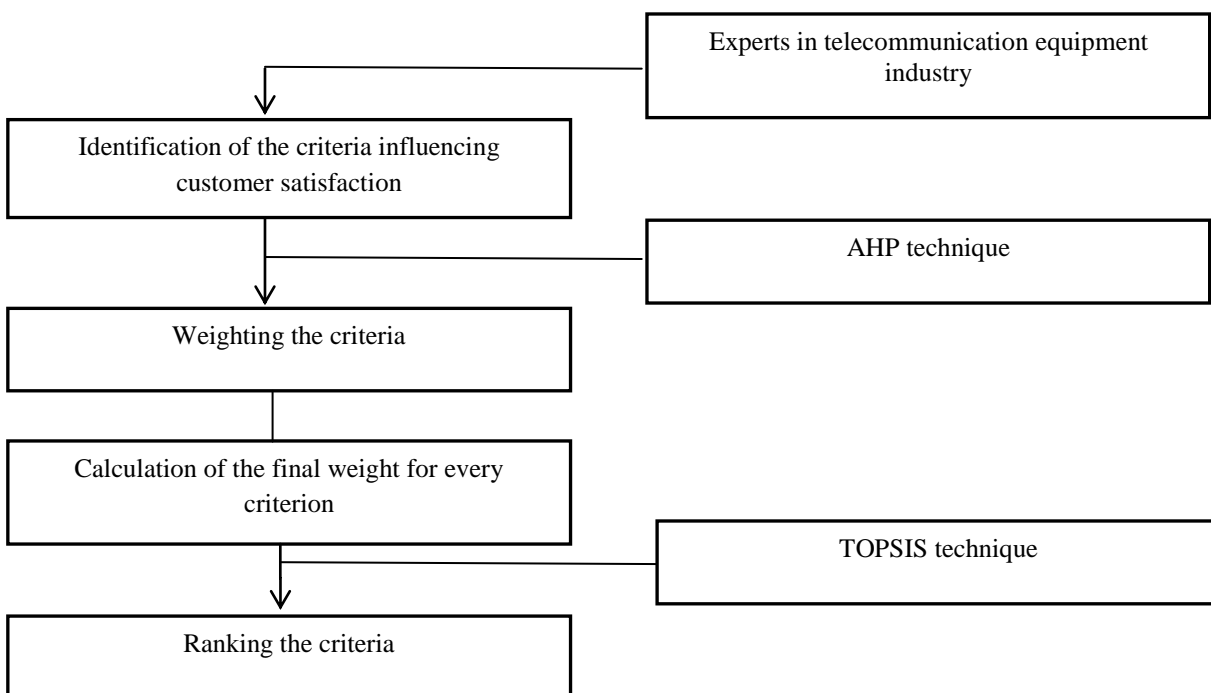 Experts in telecommunication equipment
industry
Identification of the criteria influencing
customer satisfaction
AHP technique
Weighting the criteria
Calculation of the final weight for every
criterion
TOPSIS technique
Ranking the criteria